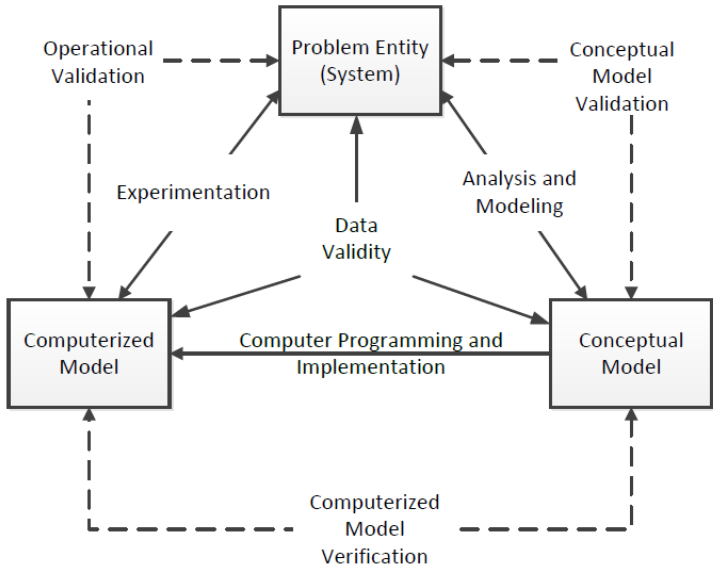 Operational
Validation
Problem Entity
(System)
Conceptual
Model
Validation
Experimentation
Analysis and
Modeling
Data
Validity
Computerized
Model
Computer Programming and
Implementation
Conceptual
Model
Computerized
Model
Verification